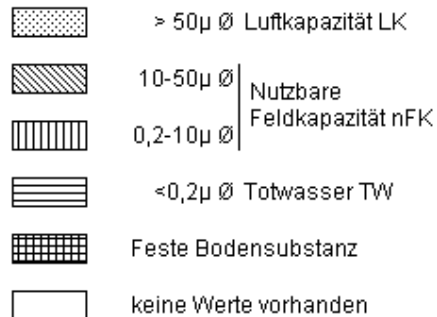 > 50µ Ø Luftkapazität LK
10-50µ Ø
Nutzbare
Feldkapazität nFK
0,2-10µ Ø
<0,2µ Ø Totwasser TW
Feste Bodensubstanz
keine Werte vorhanden